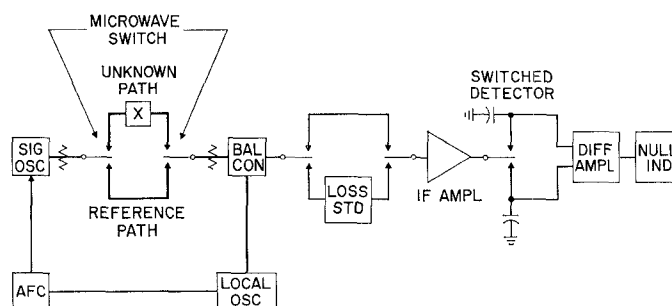 MICROWAVE
SWITCH
UNKNOWN
PATH
X
SWITCHED
DETECTOR
SIG
OSC
BAL
CON
DIFF
AMPL
NULL
IND
LOSS
STD
IF AMPL
REFERENCE
PATH
AFC
LOCAL
OSC